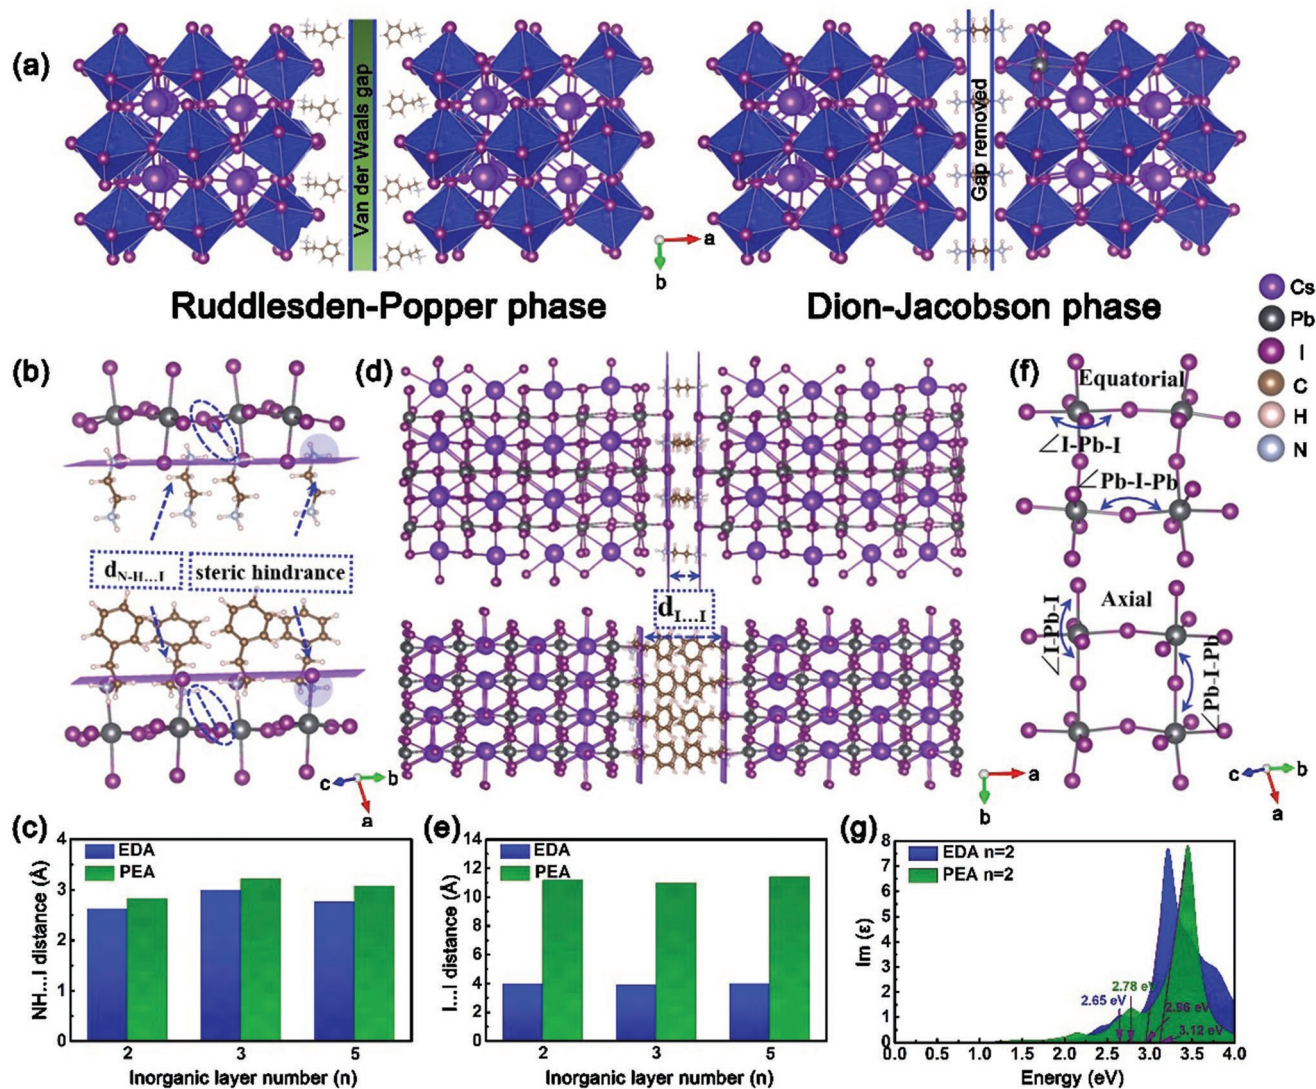 (a)
Van der Waals gap
Gap removed
a
b
Ruddlesden-Popper phase
Dion-Jacobson phase
Cs
Pb
I
C
H
N
(b)
d_N-H...I
steric hindrance
c
b
a
(d)
d_I...I
a
b
(f)
Equatorial
∠I-Pb-I
∠Pb-I-Pb
Axial
∠I-Pb-I
∠Pb-I-Pb
c
b
a
(c)
EDA
PEA
NH...I distance (Å)
4
3
2
1
0
2 3 5
Inorganic layer number (n)
(e)
EDA
PEA
I...I distance (Å)
14
12
10
8
6
4
2
0
2 3 5
Inorganic layer number (n)
(g)
EDA n=2
PEA n=2
Im (ε)
8
7
6
5
4
3
2
1
0
2.78 eV
2.65 eV
2.96 eV
3.12 eV
0.0 0.5 1.0 1.5 2.0 2.5 3.0 3.5 4.0
Energy (eV)